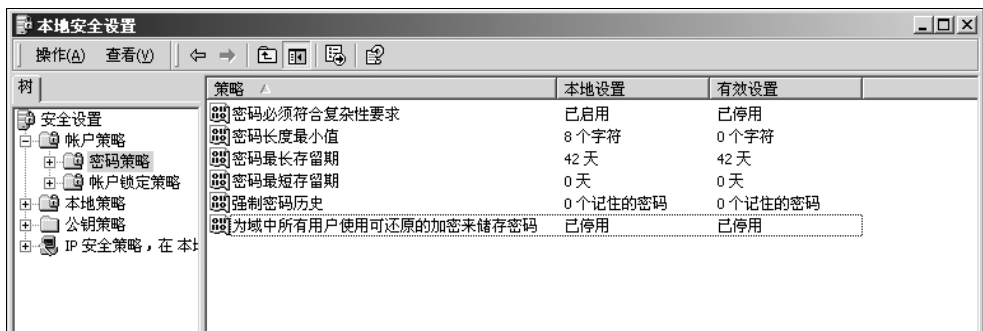 本地安全设置
操作(A) 查看(V)
树
策略 本地设置 有效设置
安全设置
帐户策略
密码策略
帐户锁定策略
本地策略
公钥策略
IP 安全策略，在 本地
密码必须符合复杂性要求 已启用 已停用
密码长度最小值 8 个字符 0 个字符
密码最长存留期 42 天 42 天
密码最短存留期 0 天 0 天
强制密码历史 0 个记住的密码 0 个记住的密码
为域中所有用户使用可还原的加密来储存密码 已停用 已停用